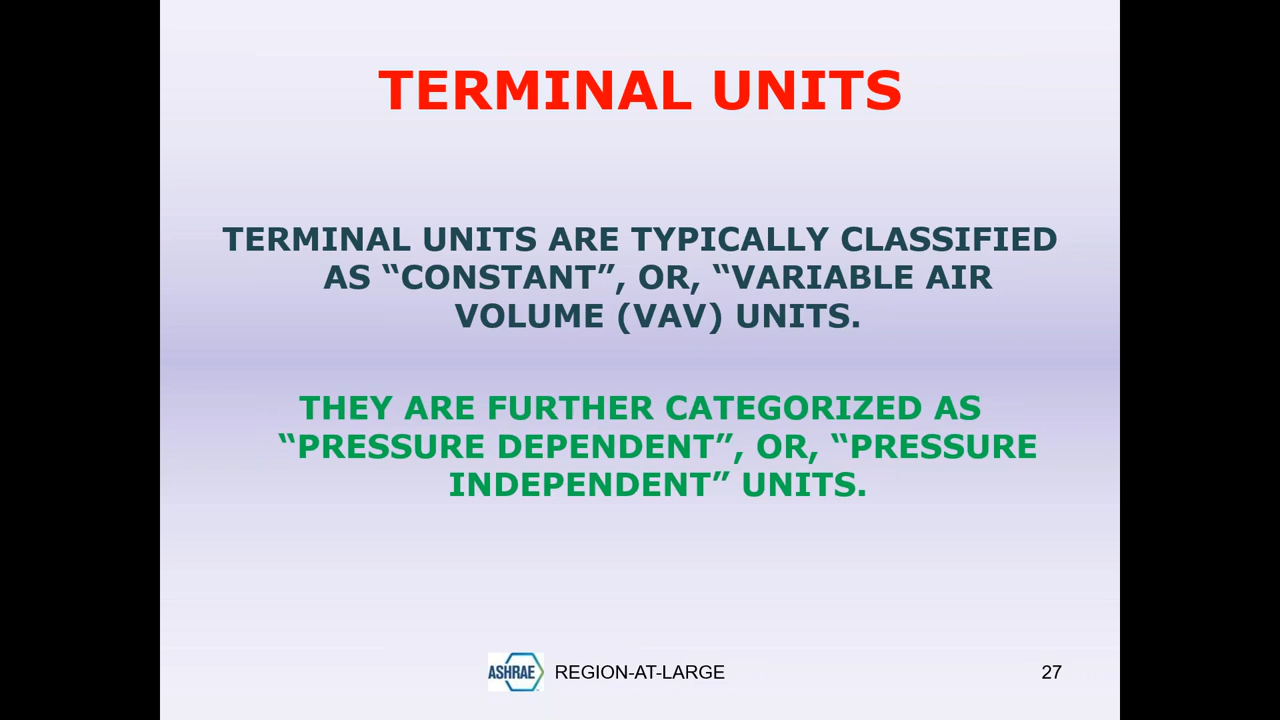 TERMINAL UNITS
TERMINAL UNITS ARE TYPICALLY CLASSIFIED
AS “CONSTANT”, OR, “VARIABLE AIR
VOLUME (VAV) UNITS.
THEY ARE FURTHER CATEGORIZED AS
“PRESSURE DEPENDENT”, OR, “PRESSURE
INDEPENDENT” UNITS.
ASHRAE REGION-AT-LARGE 27